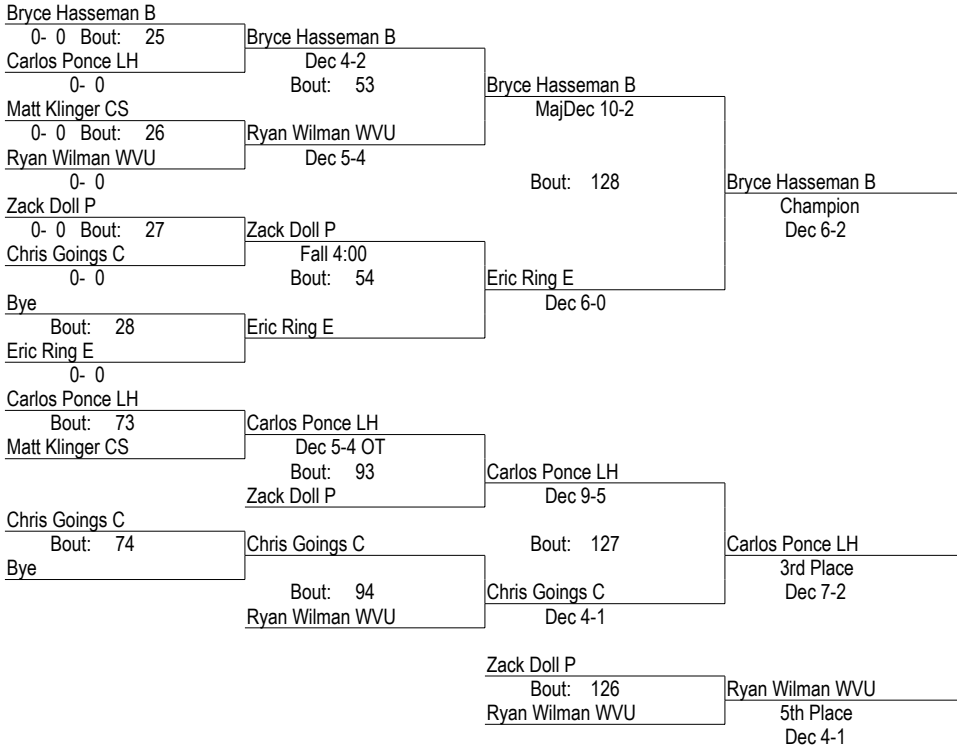 Bryce Hasseman B
0- 0 Bout: 25
Bryce Hasseman B
Carlos Ponce LH
Dec 4-2
0- 0
Bout: 53
Bryce Hasseman B
Matt Klinger CS
MajDec 10-2
0- 0 Bout: 26
Ryan Wilman WVU
Ryan Wilman WVU
Dec 5-4
0- 0
Bout: 128
Bryce Hasseman B
Zack Doll P
Champion
0- 0 Bout: 27
Zack Doll P
Dec 6-2
Chris Goings C
Fall 4:00
0- 0
Bout: 54
Eric Ring E
Bye
Dec 6-0
Bout: 28
Eric Ring E
Eric Ring E
0- 0
Carlos Ponce LH
Bout: 73
Carlos Ponce LH
Matt Klinger CS
Dec 5-4 OT
Bout: 93
Carlos Ponce LH
Zack Doll P
Dec 9-5
Chris Goings C
Bout: 74
Chris Goings C
Bout: 127
Carlos Ponce LH
Bye
3rd Place
Bout: 94
Chris Goings C
Dec 7-2
Ryan Wilman WVU
Dec 4-1
Zack Doll P
Bout: 126
Ryan Wilman WVU
Ryan Wilman WVU
5th Place
Dec 4-1